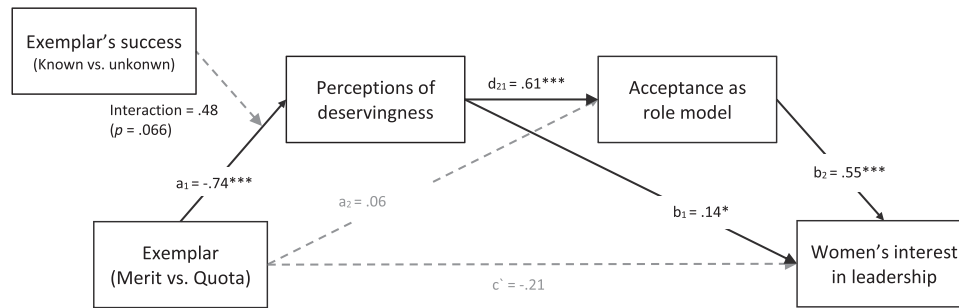 Exemplar's success
(Known vs. unkonwn)
Interaction = .48
(p = .066)
Perceptions of
deservingness
d21 = .61***
Acceptance as
role model
a1 = -.74***
a2 = .06
b1 = .14*
b2 = .55***
Exemplar
(Merit vs. Quota)
c` = -.21
Women's interest
in leadership